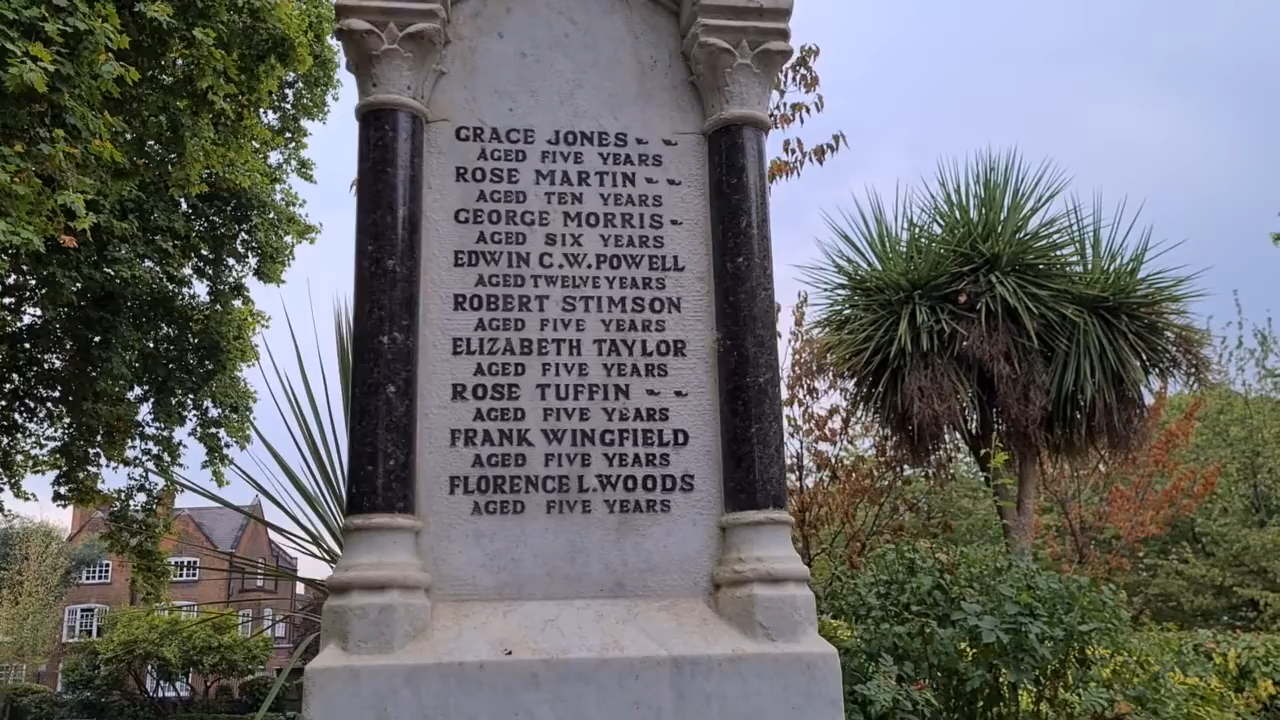 GRACE JONES
AGED FIVE YEARS
ROSE MARTIN
AGED TEN YEARS
GEORGE MORRIS
AGED SIX YEARS
EDWIN C.W. POWELL
AGED TWELVE YEARS
ROBERT STIMSON
AGED FIVE YEARS
ELIZABETH TAYLOR
AGED FIVE YEARS
ROSE TUFFIN
AGED FIVE YEARS
FRANK WINGFIELD
AGED FIVE YEARS
FLORENCE L. WOODS
AGED FIVE YEARS